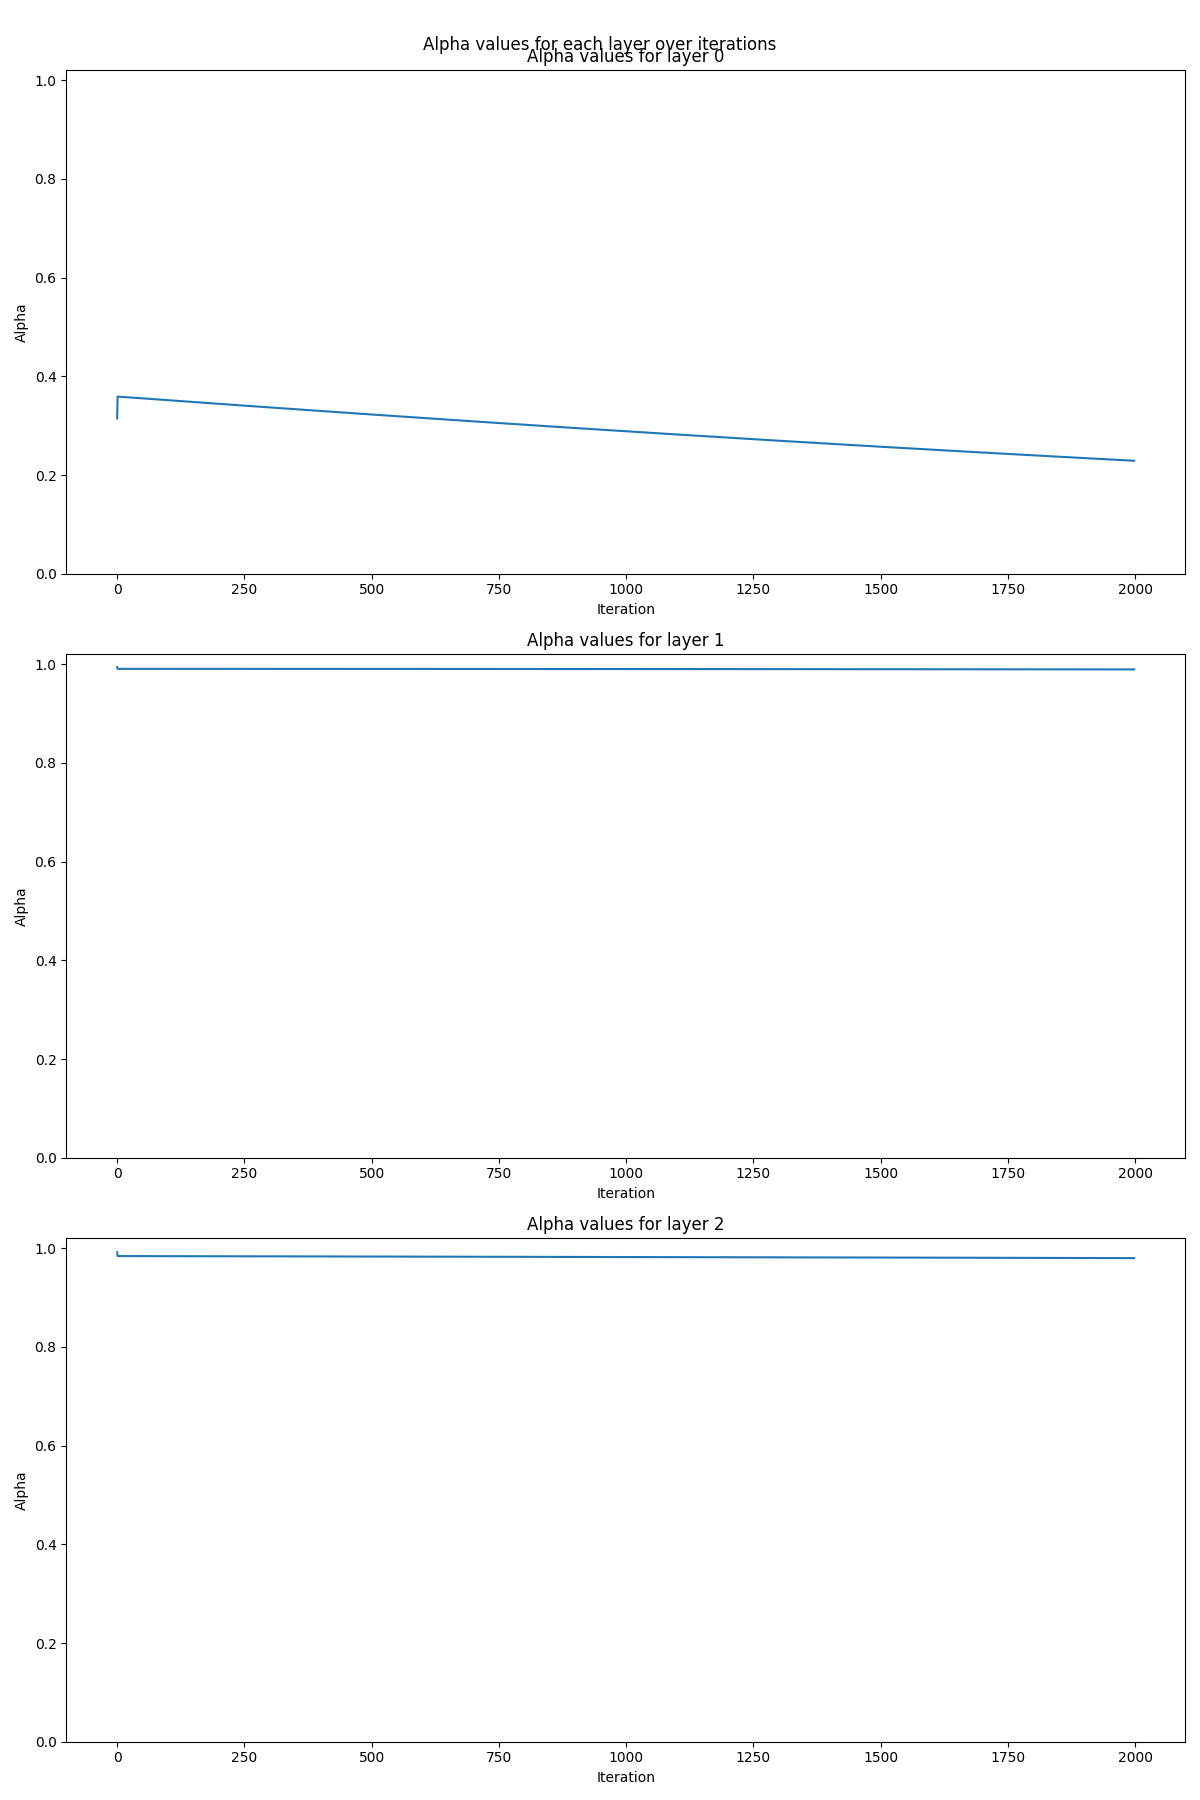 Alpha values for each layer over iterations
Alpha values for layer 0
1.0
0.8
0.6
0.4
0.2
0.0
Alpha
0 250 500 750 1000 1250 1500 1750 2000
Iteration
Alpha values for layer 1
1.0
0.8
0.6
0.4
0.2
0.0
Alpha
0 250 500 750 1000 1250 1500 1750 2000
Iteration
Alpha values for layer 2
1.0
0.8
0.6
0.4
0.2
0.0
Alpha
0 250 500 750 1000 1250 1500 1750 2000
Iteration